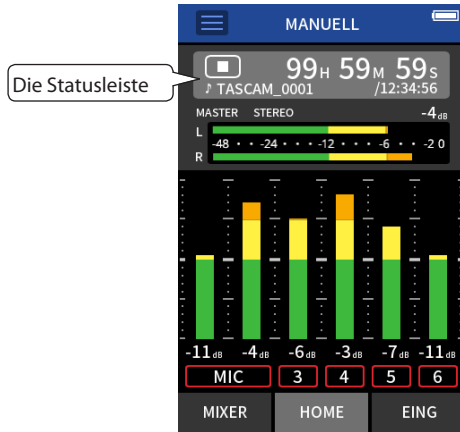 MANUELL
Die Statusleiste
99H 59M 59S
♪ TASCAM_0001 /12:34:56
MASTER STEREO -4dB
L
-48 · · -24 · · · -12 · · · -6 · · -2 0
R
-11dB -4dB -6dB -3dB -7dB -11dB
MIC 3 4 5 6
MIXER HOME EING